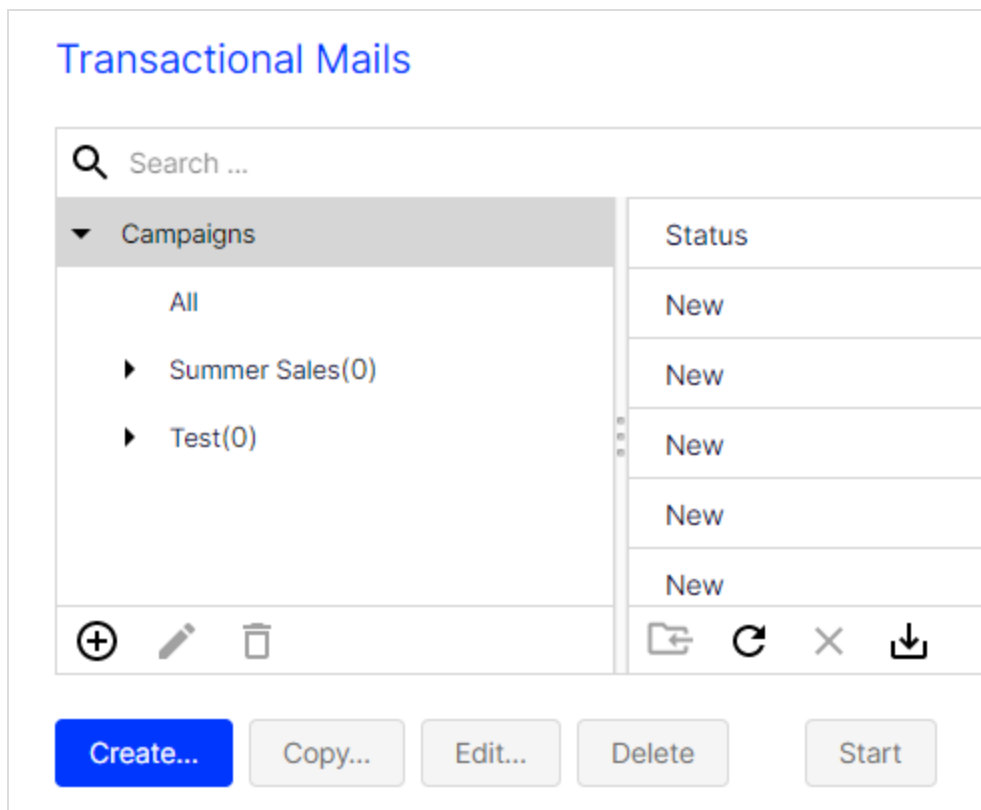 Transactional Mails
Search ...
Campaigns
All
Summer Sales(0)
Test(0)
Status
New
New
New
New
New
Create...
Copy...
Edit...
Delete
Start